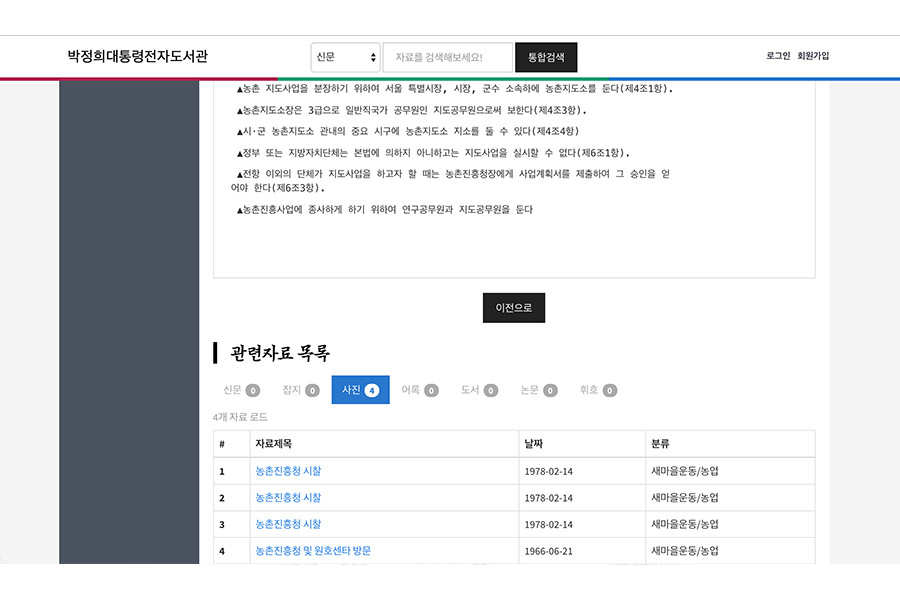 박정희대통령전자도서관
신문
자료를 검색해보세요!
통합검색
로그인 회원가입
▲농촌 지도사업을 분장하기 위하여 서울 특별시장, 시장, 군수 소속하에 농촌지도소를 둔다(제4조1항).
▲농촌지도소장은 3급으로 일반직국가 공무원인 지도공무원으로써 보한다(제4조3항).
▲시·군 농촌지도소 관내의 중요 시구에 농촌지도소 지소를 둘 수 있다(제4조4항)
▲정부 또는 지방자치단체는 본법에 의하지 아니하고는 지도사업을 실시할 수 없다(제6조1항).
▲전항 이외의 단체가 지도사업을 하고자 할 때는 농촌진흥청장에게 사업계획서를 제출하여 그 승인을 얻
어야 한다(제6조3항).
▲농촌진흥사업에 종사하게 하기 위하여 연구공무원과 지도공무원을 둔다
이전으로
관련자료 목록
신문 0 잡지 0 사진 4 어록 0 도서 0 논문 0 휘호 0
4개 자료 로드
# 자료제목 날짜 분류
1 농촌진흥청 시찰 1978-02-14 새마을운동/농업
2 농촌진흥청 시찰 1978-02-14 새마을운동/농업
3 농촌진흥청 시찰 1978-02-14 새마을운동/농업
4 농촌진흥청 및 원호센타 방문 1966-06-21 새마을운동/농업